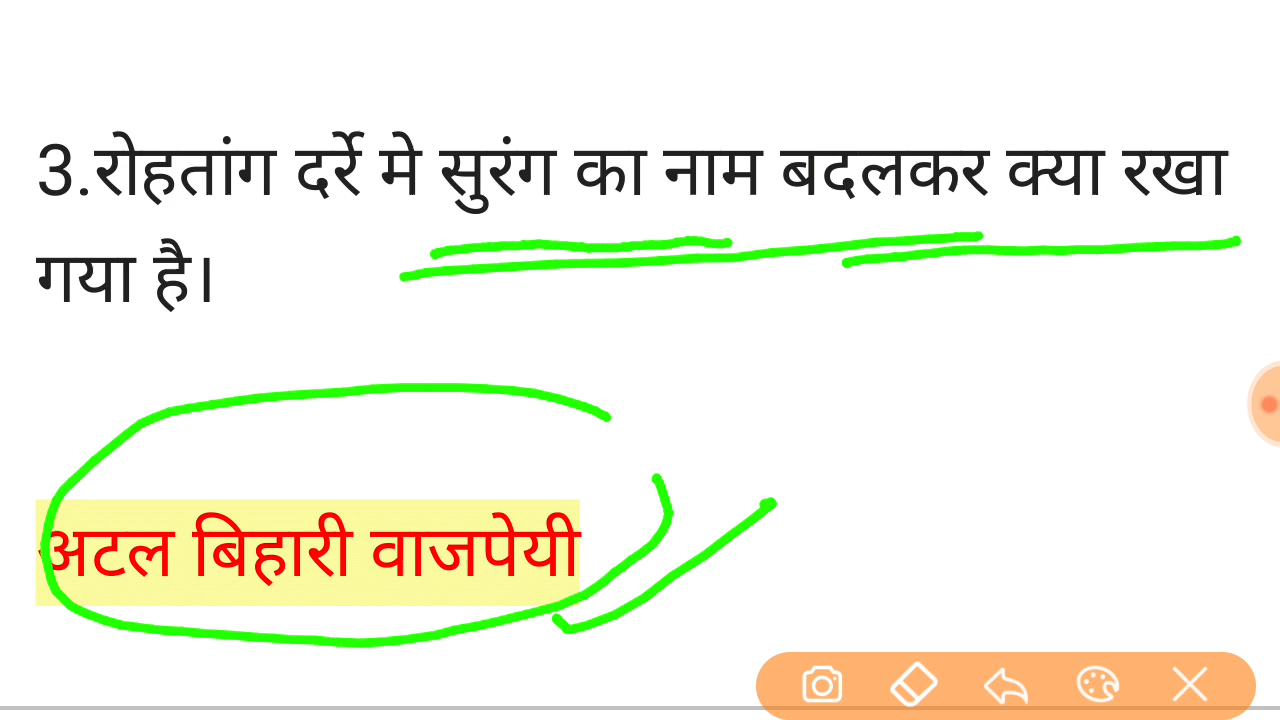 3.रोहतांग दर्रे मे सुरंग का नाम बदलकर क्या रखा
गया है।
अटल बिहारी वाजपेयी